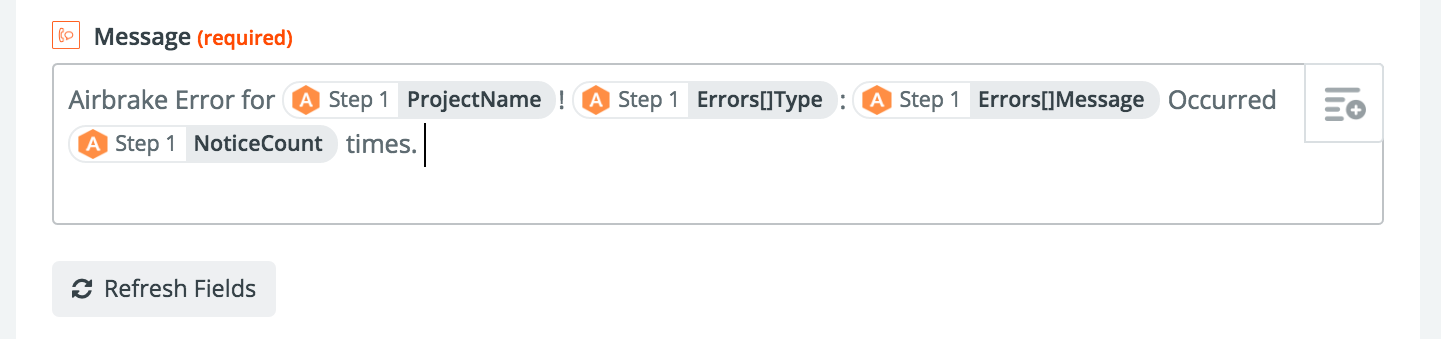 Message (required)
Airbrake Error for A Step 1 ProjectName ! A Step 1 Errors[]Type : A Step 1 Errors[]Message Occurred
A Step 1 NoticeCount times.
Refresh Fields